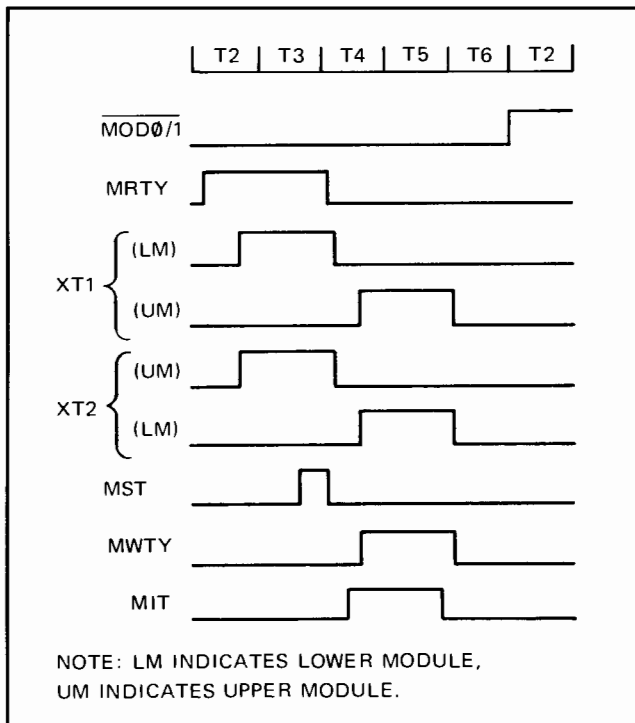 T2 T3 T4 T5 T6 T2
MODØ/1
MRTY
XT1
(LM)
(UM)
XT2
(UM)
(LM)
MST
MWTY
MIT
NOTE: LM INDICATES LOWER MODULE,
UM INDICATES UPPER MODULE.